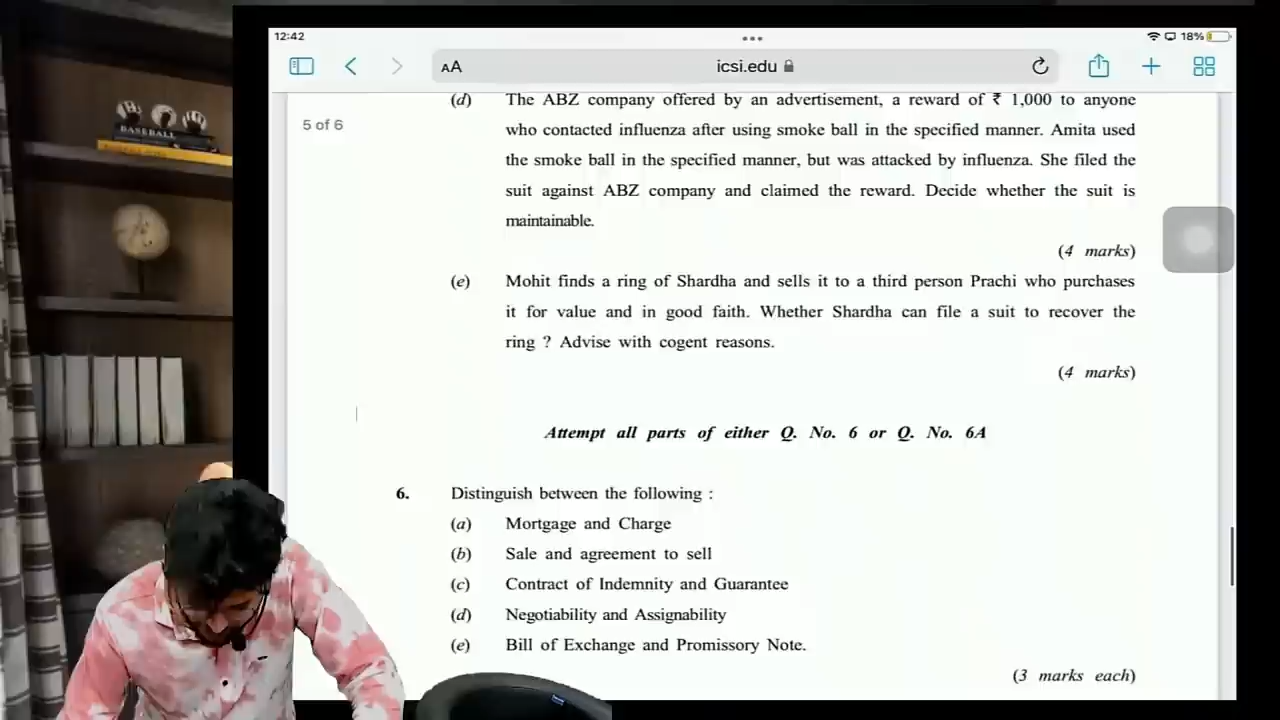 12:42
18%
AA
icsi.edu
5 of 6
(d) The ABZ company offered by an advertisement, a reward of ₹ 1,000 to anyone
who contacted influenza after using smoke ball in the specified manner. Amita used
the smoke ball in the specified manner, but was attacked by influenza. She filed the
suit against ABZ company and claimed the reward. Decide whether the suit is
maintainable.
(4 marks)
(e) Mohit finds a ring of Shardha and sells it to a third person Prachi who purchases
it for value and in good faith. Whether Shardha can file a suit to recover the
ring ? Advise with cogent reasons.
(4 marks)
Attempt all parts of either Q. No. 6 or Q. No. 6A
6. Distinguish between the following :
(a) Mortgage and Charge
(b) Sale and agreement to sell
(c) Contract of Indemnity and Guarantee
(d) Negotiability and Assignability
(e) Bill of Exchange and Promissory Note.
(3 marks each)
BASEBALL